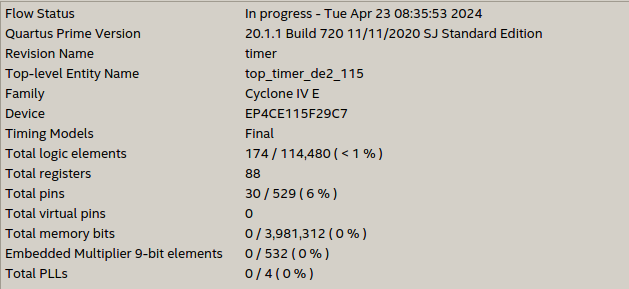 Flow Status In progress - Tue Apr 23 08:35:53 2024
Quartus Prime Version 20.1.1 Build 720 11/11/2020 SJ Standard Edition
Revision Name timer
Top-level Entity Name top_timer_de2_115
Family Cyclone IV E
Device EP4CE115F29C7
Timing Models Final
Total logic elements 174 / 114,480 ( < 1 % )
Total registers 88
Total pins 30 / 529 ( 6 % )
Total virtual pins 0
Total memory bits 0 / 3,981,312 ( 0 % )
Embedded Multiplier 9-bit elements 0 / 532 ( 0 % )
Total PLLs 0 / 4 ( 0 % )